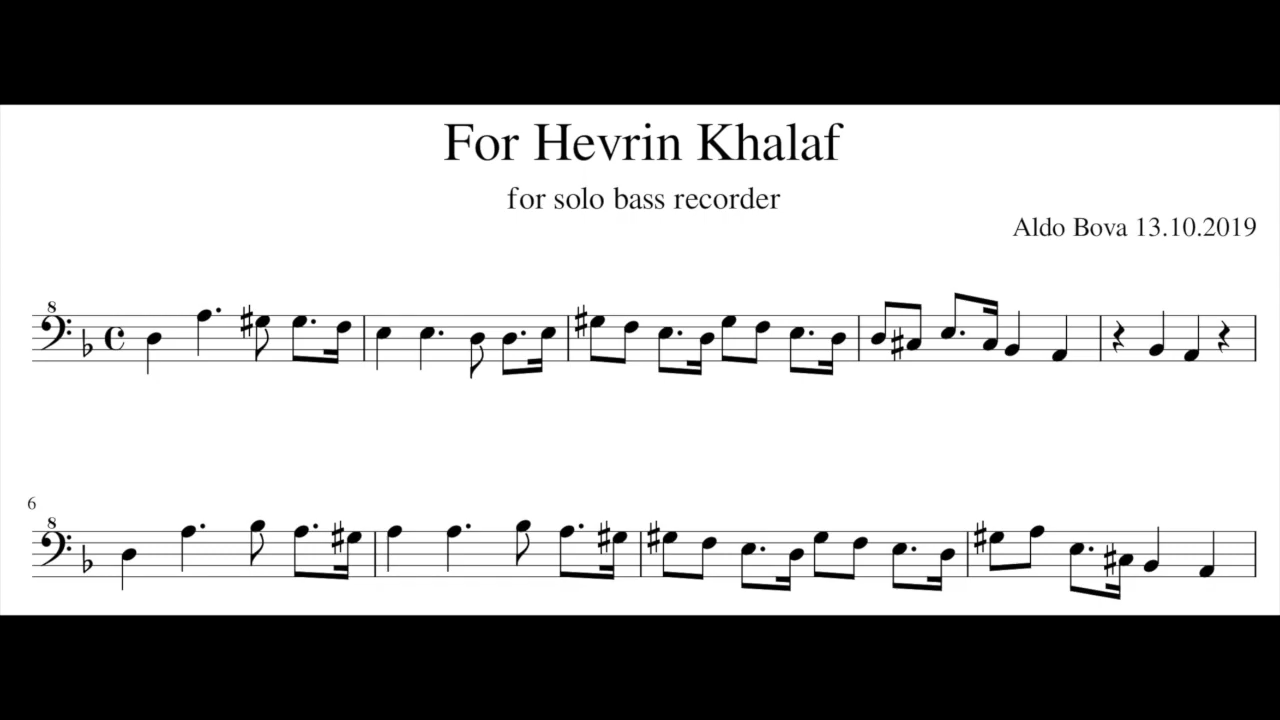 For Hevrin Khalaf
for solo bass recorder
Aldo Bova 13.10.2019
8
6
8